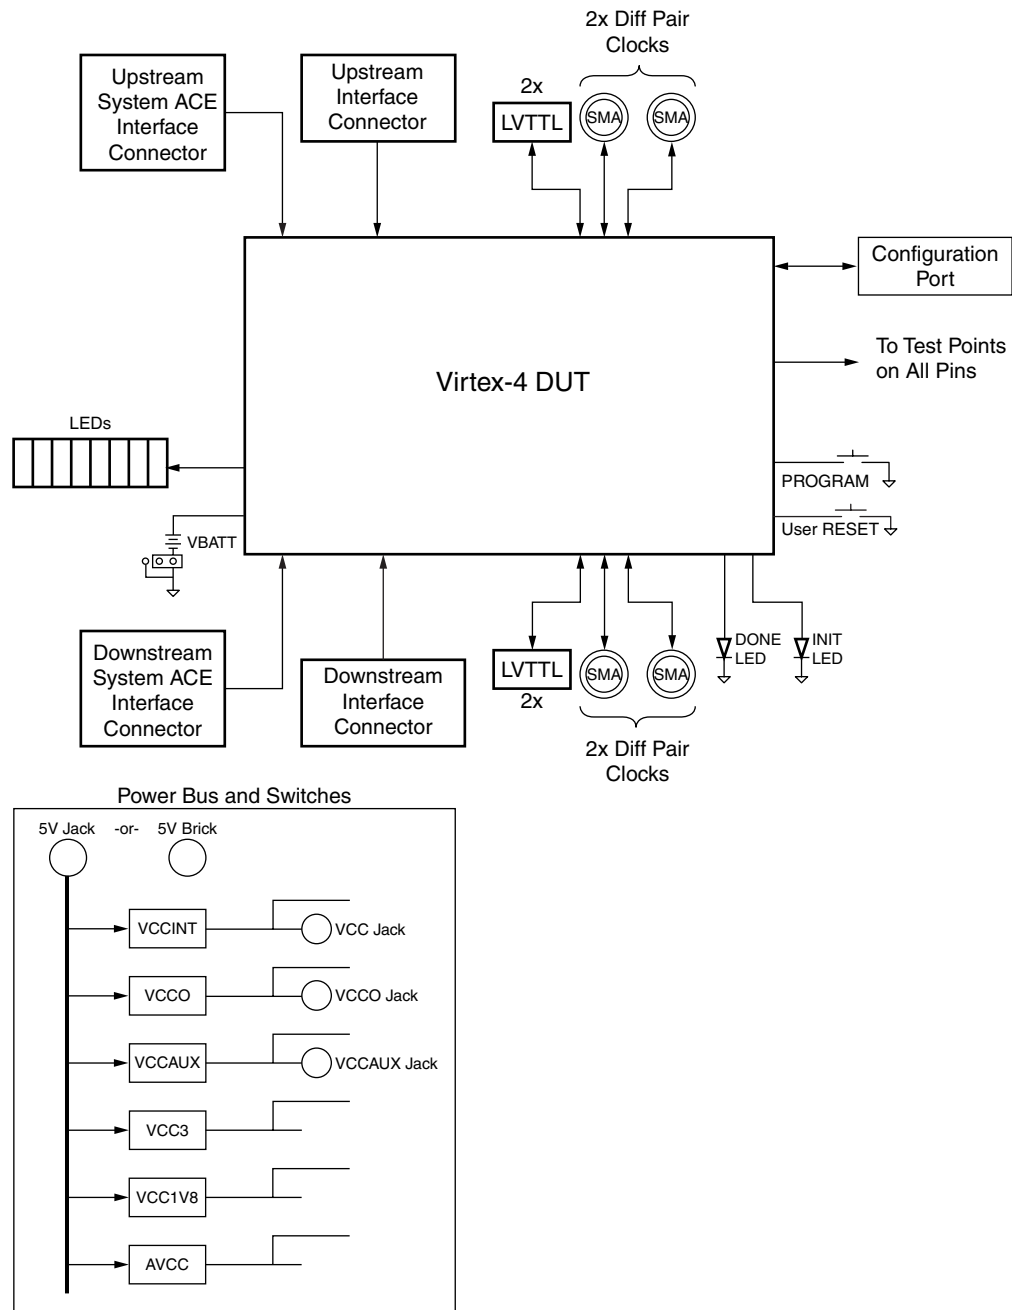 2x Diff Pair
Clocks
Upstream
System ACE
Interface
Connector
Upstream
Interface
Connector
2x
LVTTL
SMA
SMA
Configuration
Port
To Test Points
on All Pins
Virtex-4 DUT
LEDs
PROGRAM
User RESET
VBATT
DONE
LED
INIT
LED
Downstream
System ACE
Interface
Connector
Downstream
Interface
Connector
LVTTL
2x
SMA
SMA
2x Diff Pair
Clocks
Power Bus and Switches
5V Jack -or- 5V Brick
VCCINT
VCC Jack
VCCO
VCCO Jack
VCCAUX
VCCAUX Jack
VCC3
VCC1V8
AVCC